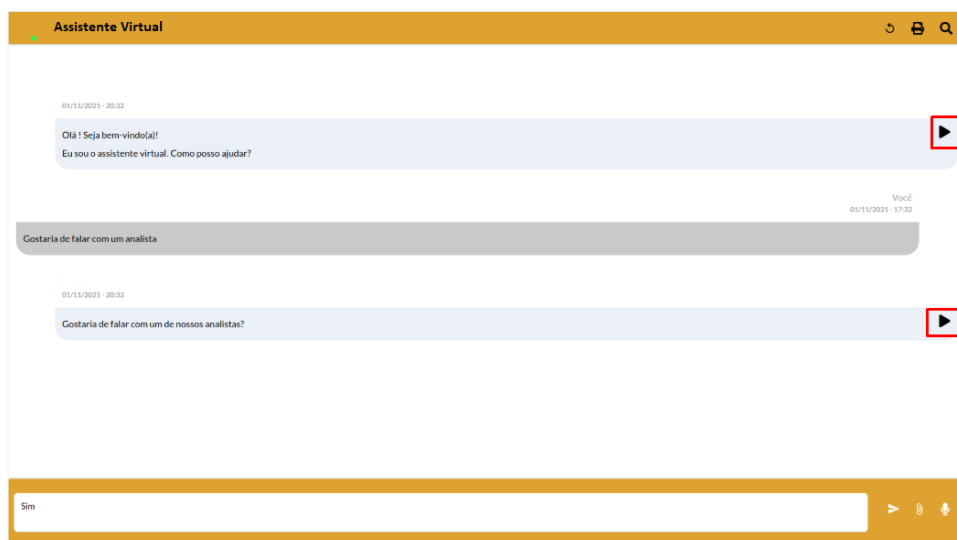 Assistente Virtual
01/11/2021 - 20:32
Olá ! Seja bem-vindo(a)!
Eu sou o assistente virtual. Como posso ajudar?
Você
01/11/2021 - 17:32
Gostaria de falar com um analista
01/11/2021 - 20:32
Gostaria de falar com um de nossos analistas?
Sim